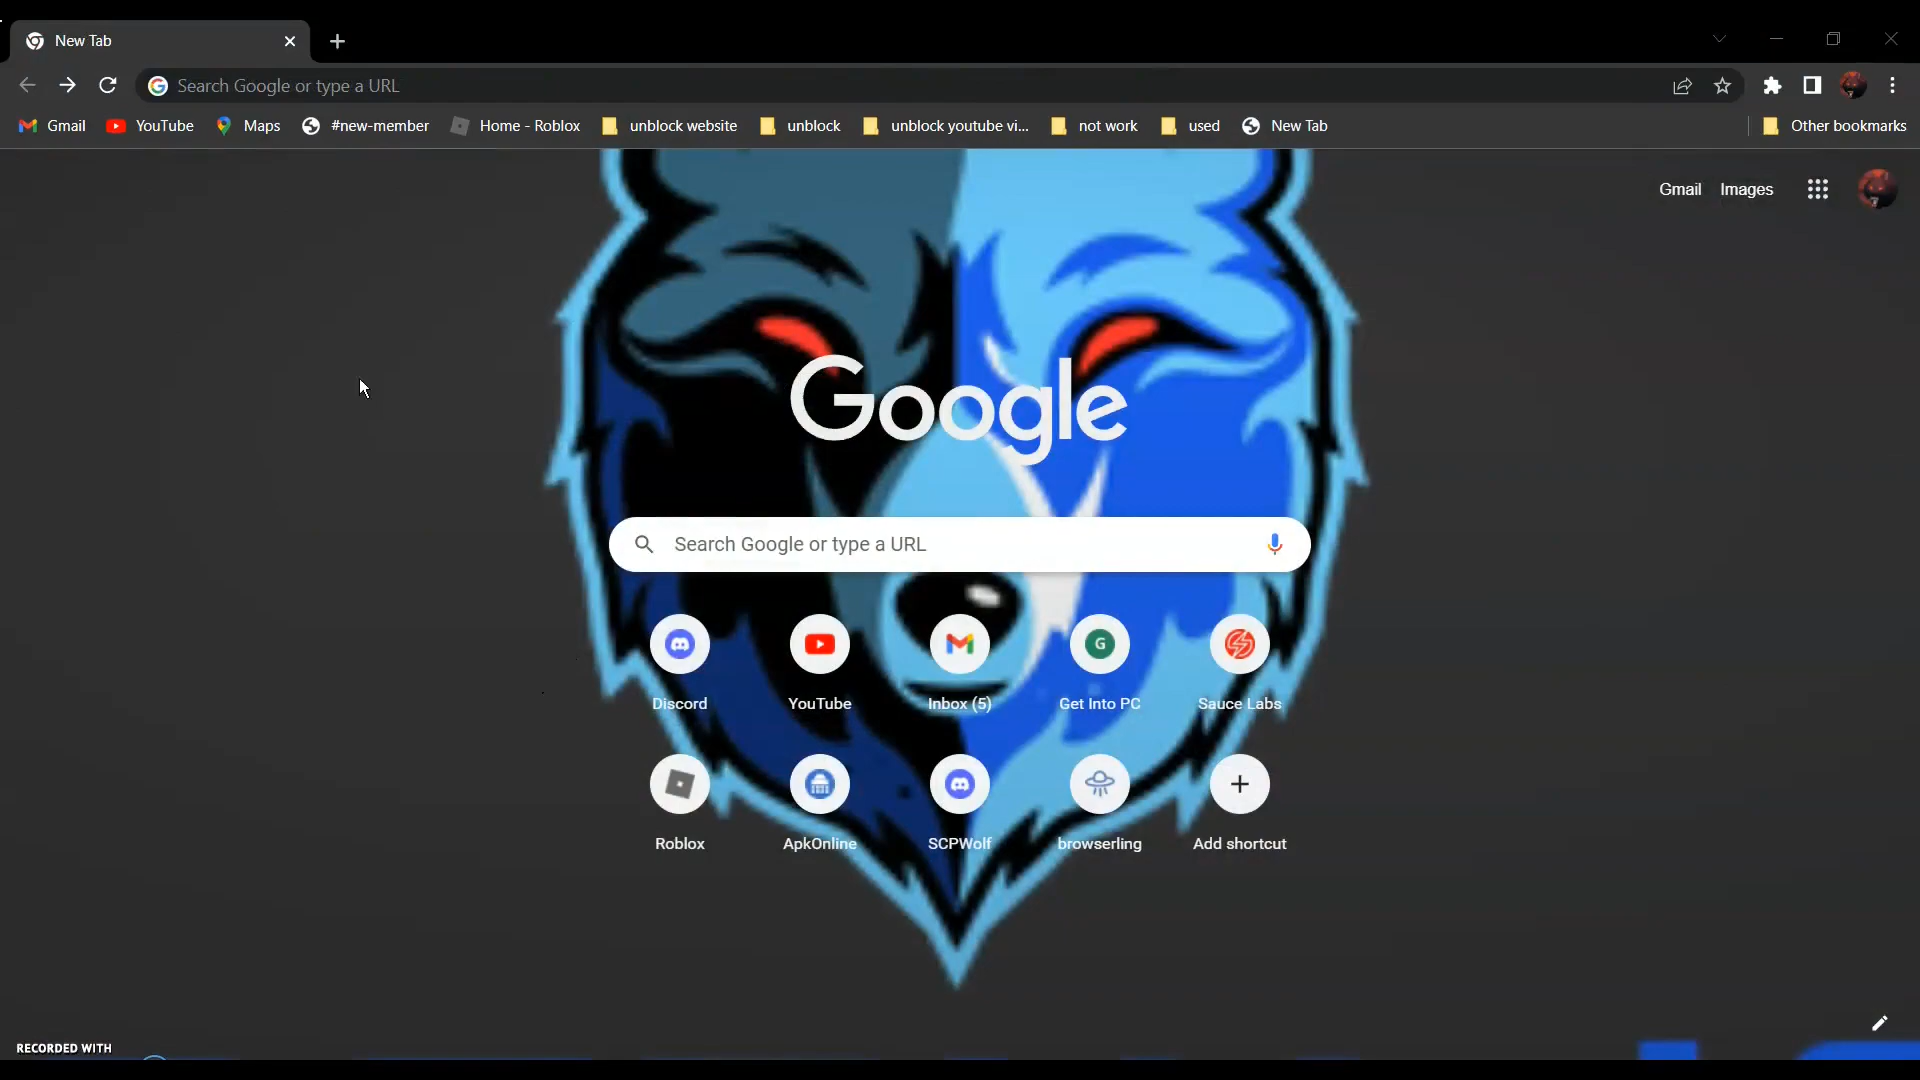 New Tab
Search Google or type a URL
Gmail YouTube Maps #new-member Home - Roblox unblock website unblock unblock youtube vi... not work used New Tab Other bookmarks
Gmail Images
Google
Search Google or type a URL
Discord YouTube Inbox (5) Get Into PC Sauce Labs
G
Roblox ApkOnline SCPWolf browserling Add shortcut
RECORDED WITH